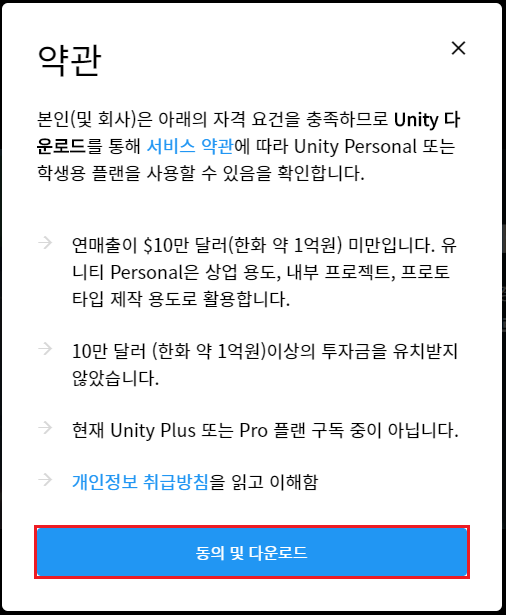 약관
본인(및 회사)은 아래의 자격 요건을 충족하므로 Unity 다
운로드를 통해 서비스 약관에 따라 Unity Personal 또는
학생용 플랜을 사용할 수 있음을 확인합니다.
연매출이 $10만 달러(한화 약 1억원) 미만입니다. 유
니티 Personal은 상업 용도, 내부 프로젝트, 프로토
타입 제작 용도로 활용합니다.
10만 달러 (한화 약 1억원)이상의 투자금을 유치받지
않았습니다.
현재 Unity Plus 또는 Pro 플랜 구독 중이 아닙니다.
개인정보 취급방침을 읽고 이해함
동의 및 다운로드